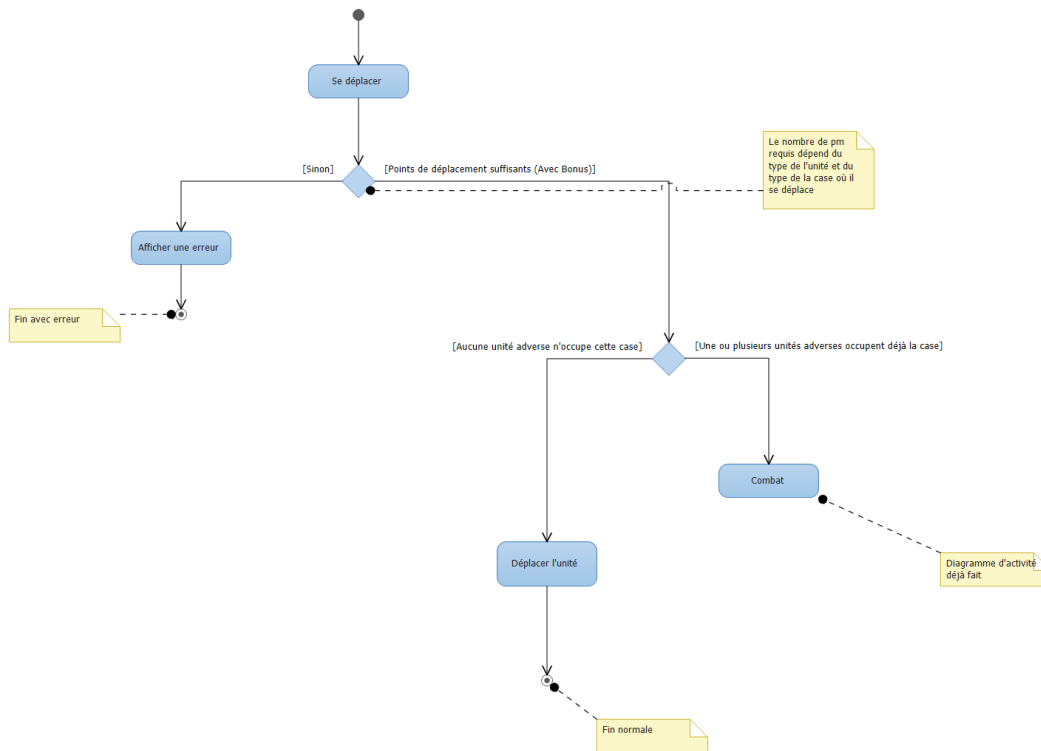 Se déplacer
[Sinon]
[Points de déplacement suffisants (Avec Bonus)]
Le nombre de pm
requis dépend du
type de l'unité et du
type de la case où il
se déplace
Afficher une erreur
Fin avec erreur
[Aucune unité adverse n'occupe cette case]
[Une ou plusieurs unités adverses occupent déjà la case]
Combat
Déplacer l'unité
Diagramme d'activité
déjà fait
Fin normale